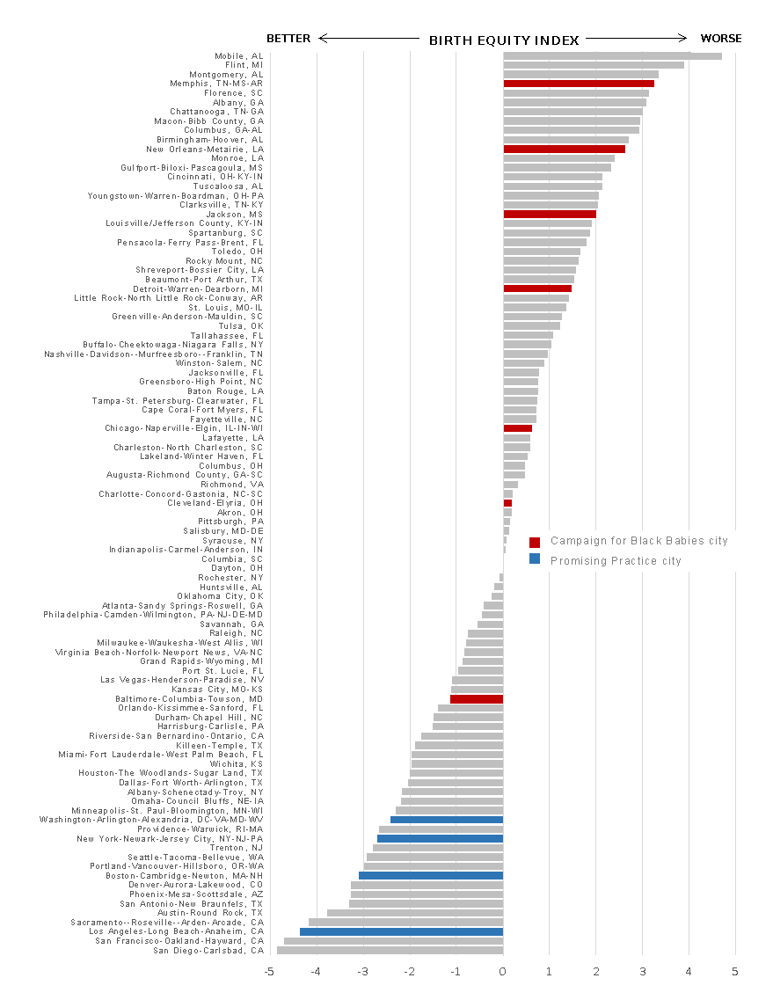 BETTER BIRTH EQUITY INDEX WORSE
Mobile, AL
Flint, MI
Montgomery, AL
Memphis, TN-MS-AR
Florence, SC
Albany, GA
Chattanooga, TN-GA
Macon-Bibb County, GA
Columbus, GA-AL
Birmingham-Hoover, AL
New Orleans-Metairie, LA
Monroe, LA
Gulfport-Biloxi-Pascagoula, MS
Cincinnati, OH-KY-IN
Tuscaloosa, AL
Youngstown-Warren-Boardman, OH-PA
Clarksville, TN-KY
Jackson, MS
Louisville/Jefferson County, KY-IN
Spartanburg, SC
Pensacola-Ferry Pass-Brent, FL
Toledo, OH
Rocky Mount, NC
Shreveport-Bossier City, LA
Beaumont-Port Arthur, TX
Detroit-Warren-Dearborn, MI
Little Rock-North Little Rock-Conway, AR
St. Louis, MO-IL
Greenville-Anderson-Mauldin, SC
Tulsa, OK
Tallahassee, FL
Buffalo-Cheektowaga-Niagara Falls, NY
Nashville-Davidson--Murfreesboro--Franklin, TN
Winston-Salem, NC
Jacksonville, FL
Greensboro-High Point, NC
Baton Rouge, LA
Tampa-St. Petersburg-Clearwater, FL
Cape Coral-Fort Myers, FL
Fayetteville, NC
Chicago-Naperville-Elgin, IL-IN-WI
Lafayette, LA
Charleston-North Charleston, SC
Lakeland-Winter Haven, FL
Columbus, OH
Augusta-Richmond County, GA-SC
Richmond, VA
Charlotte-Concord-Gastonia, NC-SC
Cleveland-Elyria, OH
Akron, OH
Pittsburgh, PA
Salisbury, MD-DE
Syracuse, NY
Campaign for Black Babies city
Indianapolis-Carmel-Anderson, IN
Columbia, SC
Promising Practice city
Dayton, OH
Rochester, NY
Huntsville, AL
Oklahoma City, OK
Atlanta-Sandy Springs-Roswell, GA
Philadelphia-Camden-Wilmington, PA-NJ-DE-MD
Savannah, GA
Raleigh, NC
Milwaukee-Waukesha-West Allis, WI
Virginia Beach-Norfolk-Newport News, VA-NC
Grand Rapids-Wyoming, MI
Port St. Lucie, FL
Las Vegas-Henderson-Paradise, NV
Kansas City, MO-KS
Baltimore-Columbia-Towson, MD
Orlando-Kissimmee-Sanford, FL
Durham-Chapel Hill, NC
Harrisburg-Carlisle, PA
Riverside-San Bernardino-Ontario, CA
Killeen-Temple, TX
Miami-Fort Lauderdale-West Palm Beach, FL
Wichita, KS
Houston-The Woodlands-Sugar Land, TX
Dallas-Fort Worth-Arlington, TX
Albany-Schenectady-Troy, NY
Omaha-Council Bluffs, NE-IA
Minneapolis-St. Paul-Bloomington, MN-WI
Washington-Arlington-Alexandria, DC-VA-MD-WV
Providence-Warwick, RI-MA
New York-Newark-Jersey City, NY-NJ-PA
Trenton, NJ
Seattle-Tacoma-Bellevue, WA
Portland-Vancouver-Hillsboro, OR-WA
Boston-Cambridge-Newton, MA-NH
Denver-Aurora-Lakewood, CO
Phoenix-Mesa-Scottsdale, AZ
San Antonio-New Braunfels, TX
Austin-Round Rock, TX
Sacramento--Roseville--Arden-Arcade, CA
Los Angeles-Long Beach-Anaheim, CA
San Francisco-Oakland-Hayward, CA
San Diego-Carlsbad, CA
-5 -4 -3 -2 -1 0 1 2 3 4 5